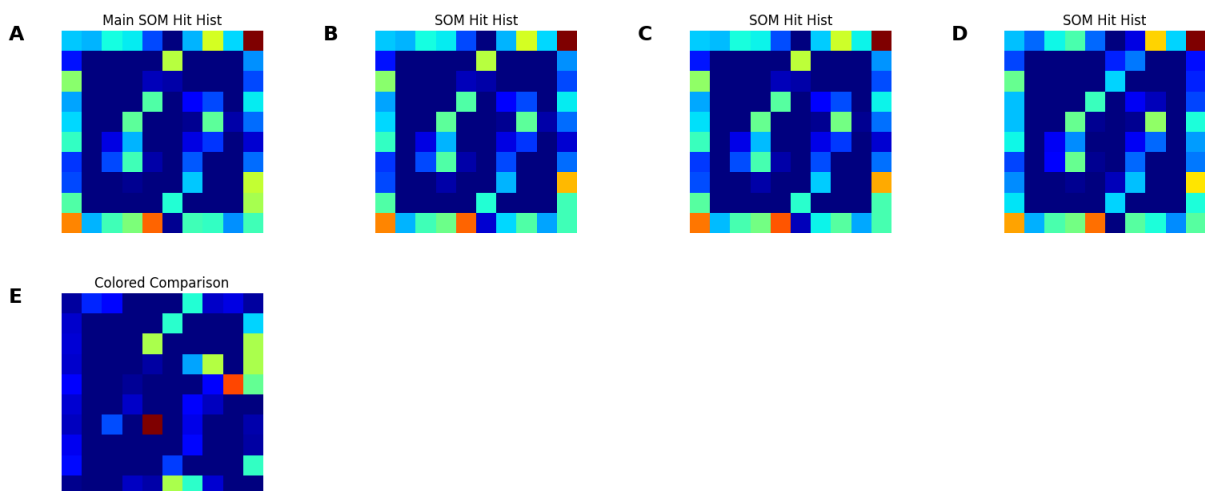 A
Main SOM Hit Hist
B
SOM Hit Hist
C
SOM Hit Hist
D
SOM Hit Hist
E
Colored Comparison